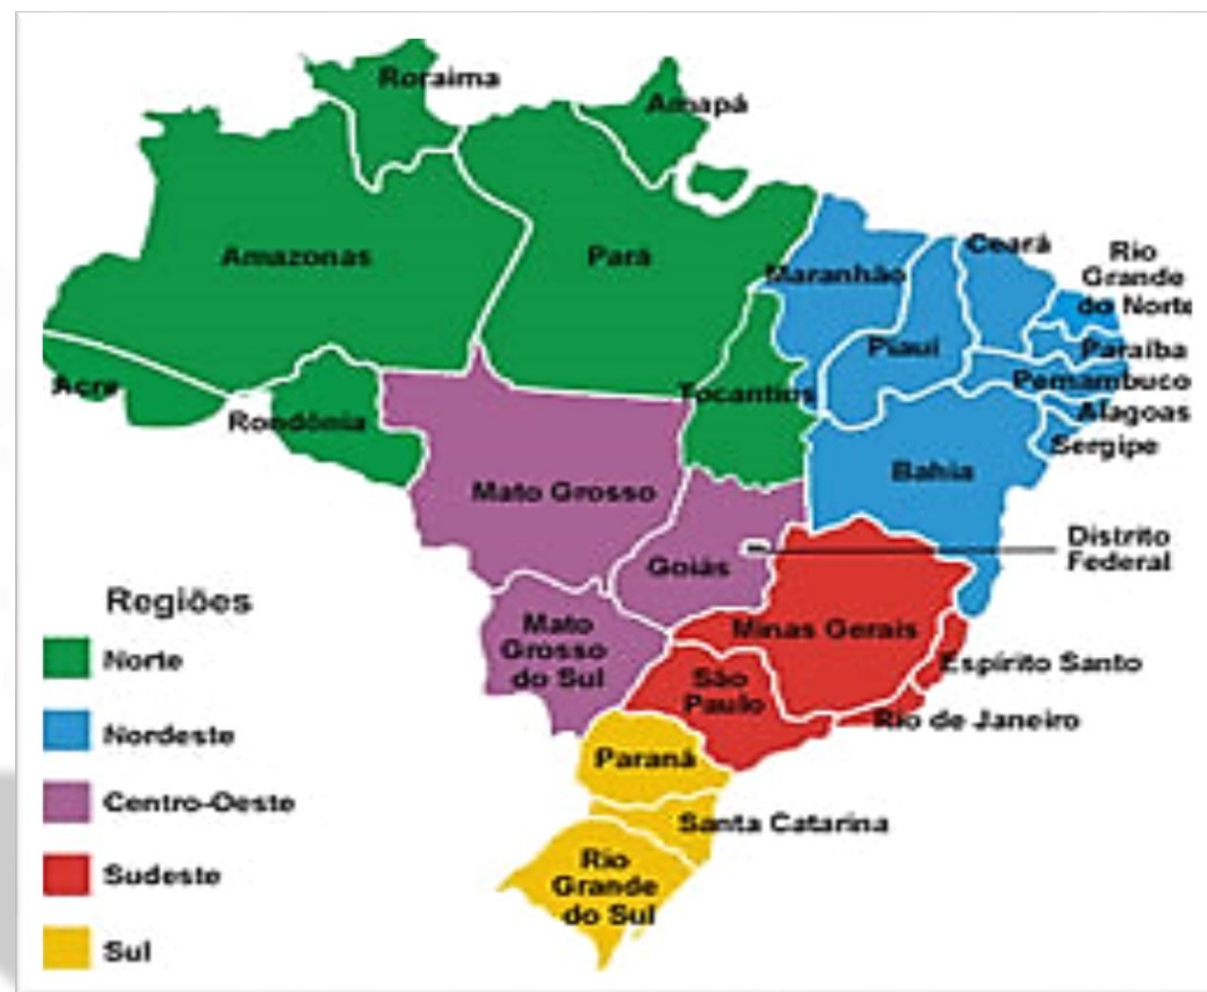 Roraima
Amapá
Amazonas
Pará
Maranhão
Ceará
Rio
Grande
do Norte
Piauí
Paraíba
Pernambuco
Acre
Tocantins
Alagoas
Rondônia
Sergipe
Bahia
Mato Grosso
Distrito
Federal
Goiás
Mato
Grosso
do Sul
Minas Gerais
Espírito Santo
São
Paulo
Rio de Janeiro
Paraná
Santa Catarina
Rio
Grande
do Sul
Regiões
Norte
Nordeste
Centro-Oeste
Sudeste
Sul